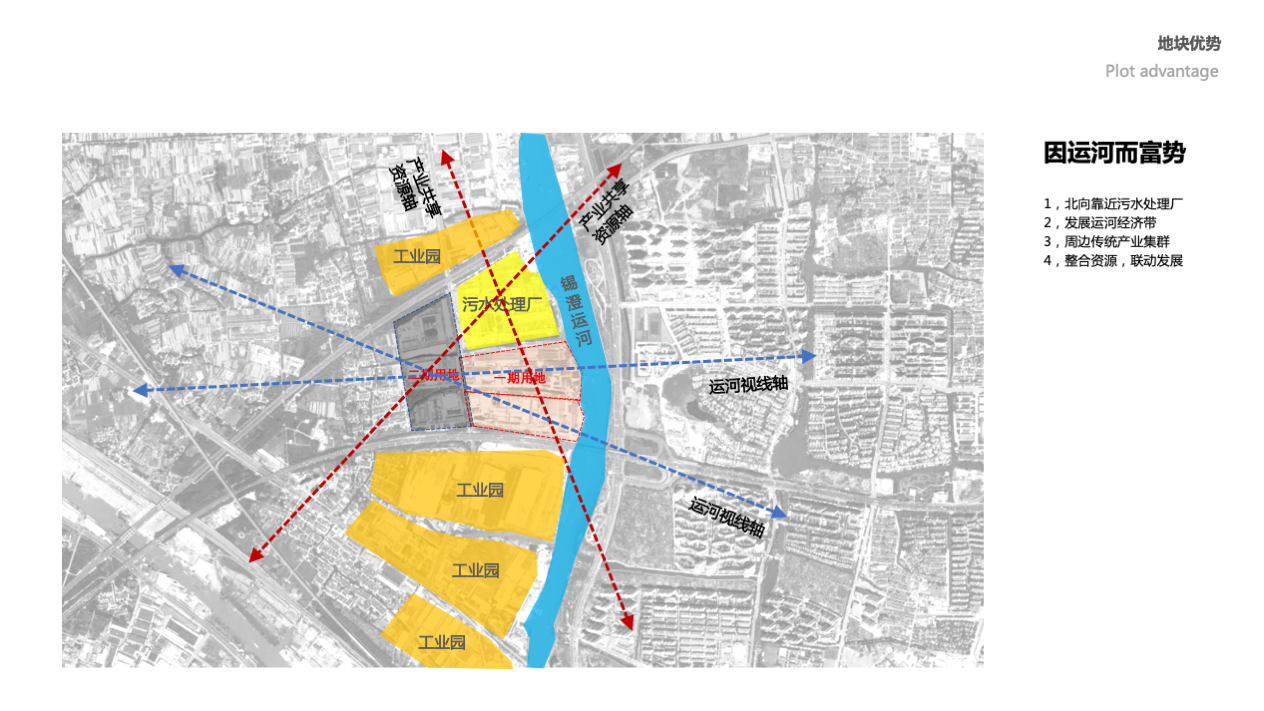 地块优势
Plot advantage
因运河而富势
1，北向靠近污水处理厂
2，发展运河经济带
3，周边传统产业集群
4，整合资源，联动发展
产业共享
资源轴
产业共享
资源轴
工业园
污水处理厂
锡澄运河
二期用地
一期用地
运河视线轴
运河视线轴
工业园
工业园
工业园